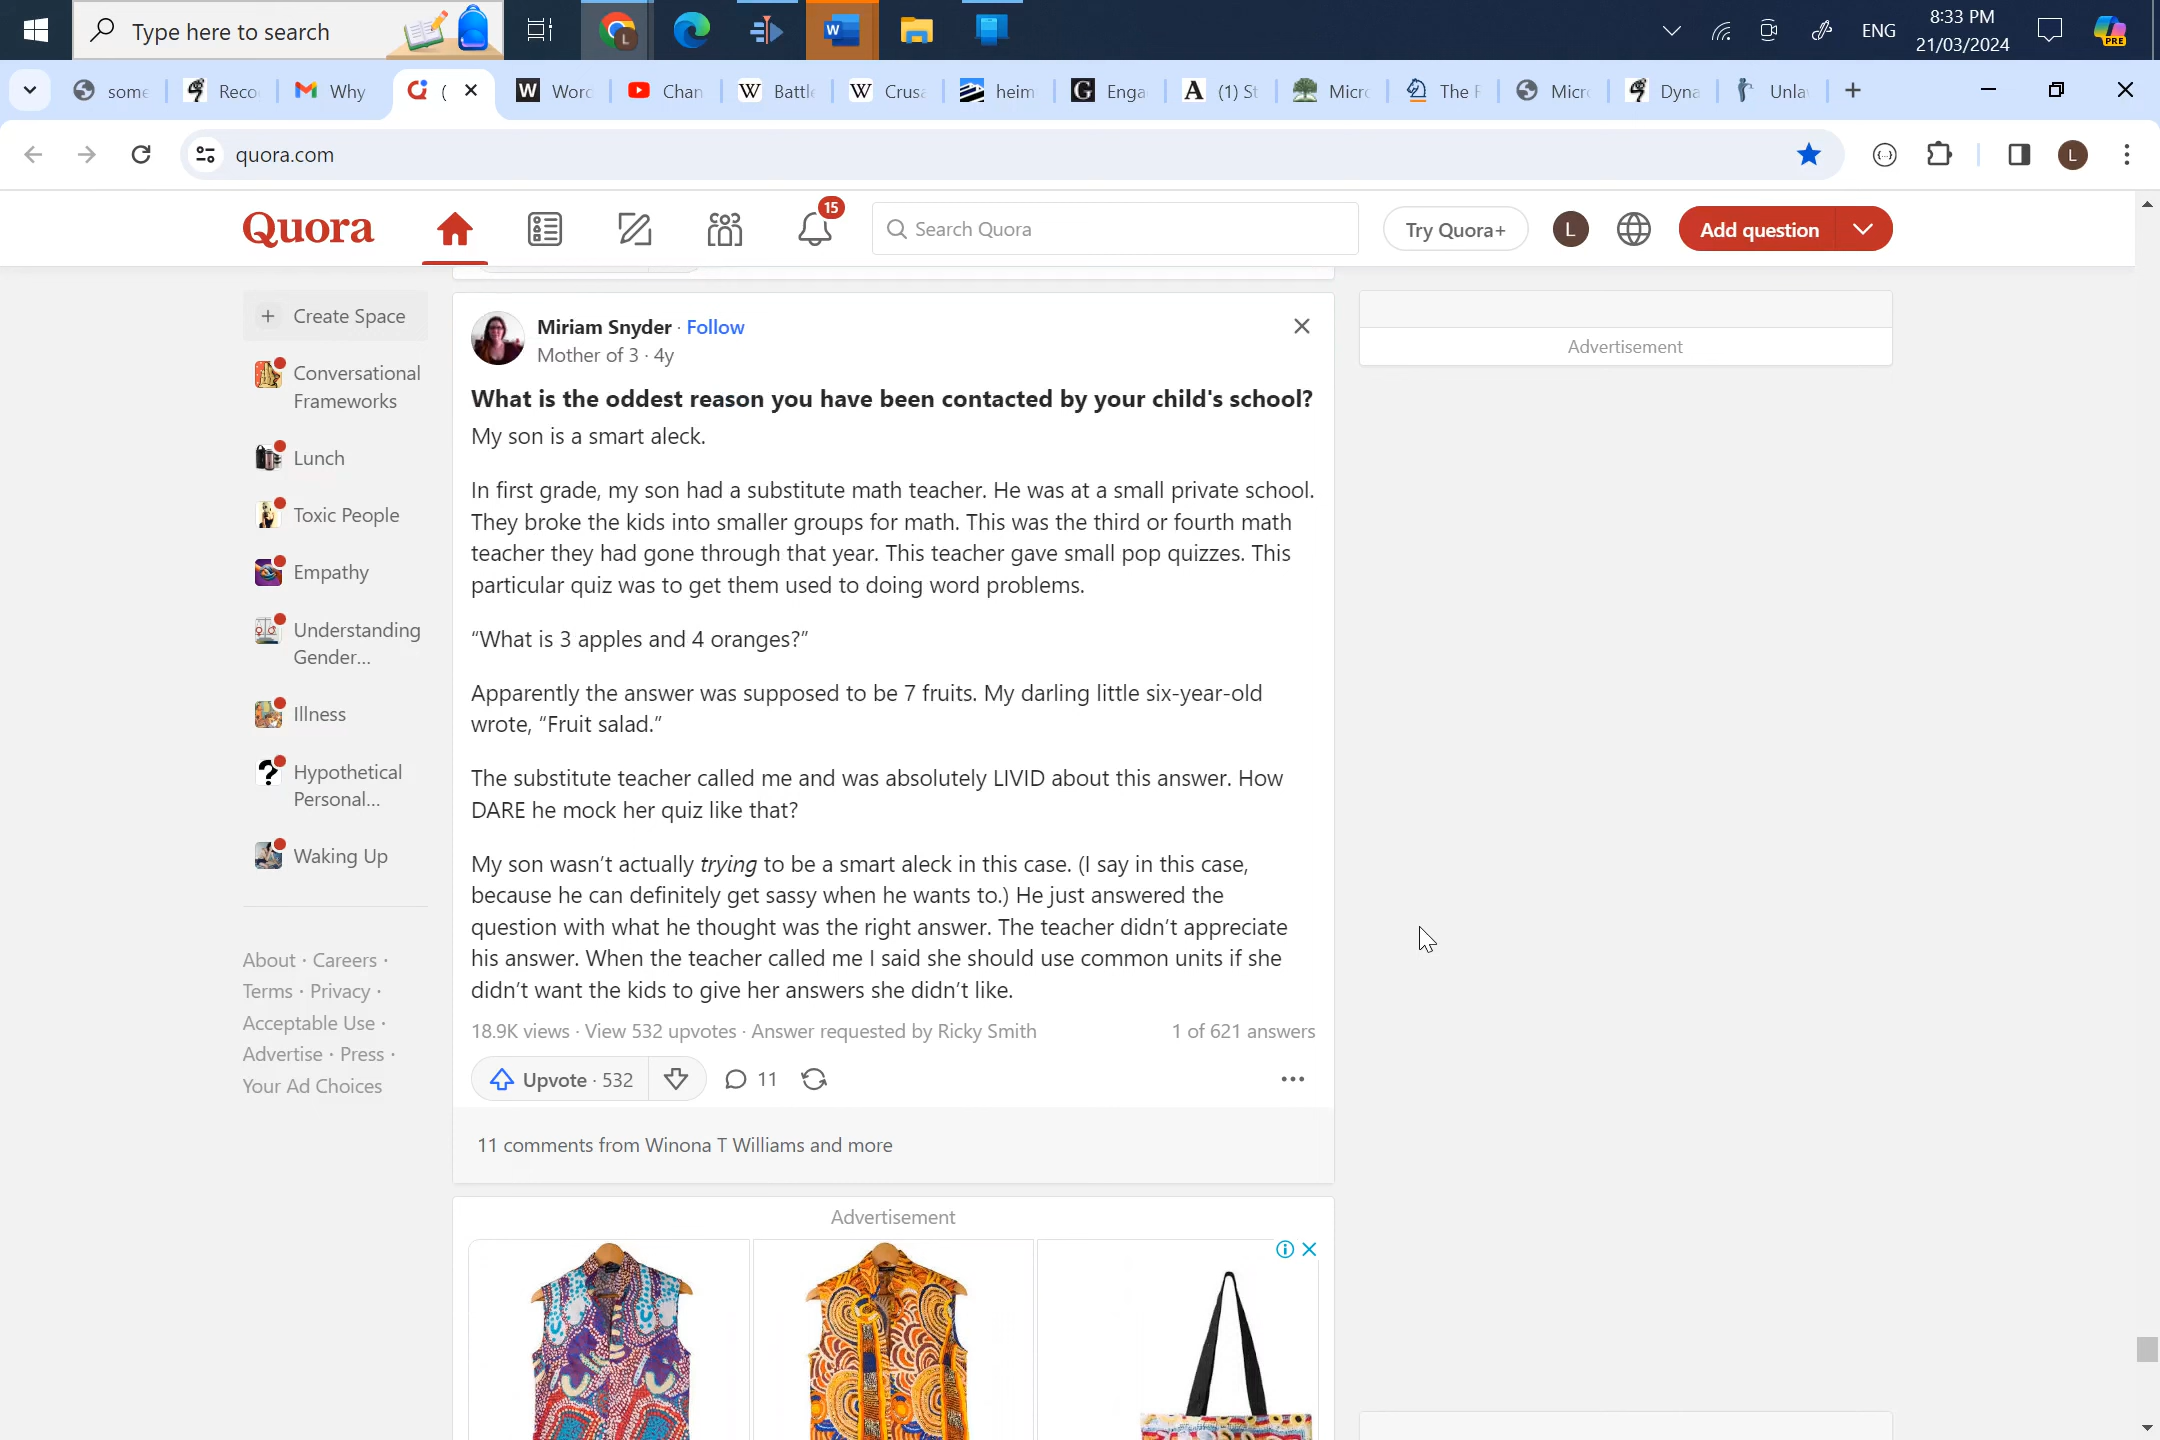 Type here to search
ENG
8:33 PM
21/03/2024
PRE
some
Reco
Why
(
Word
Chan
Battle
Crusa
heim
Enga
(1) St
Micro
The F
Micro
Dyna
Unla
quora.com
L
Quora
15
Search Quora
Try Quora+
L
Add question
Create Space
Conversational
Frameworks
Lunch
Toxic People
Empathy
Understanding
Gender...
Illness
Hypothetical
Personal...
Waking Up
About · Careers ·
Terms · Privacy ·
Acceptable Use ·
Advertise · Press ·
Your Ad Choices
Miriam Snyder · Follow
Mother of 3 · 4y
What is the oddest reason you have been contacted by your child's school?
My son is a smart aleck.
In first grade, my son had a substitute math teacher. He was at a small private school.
They broke the kids into smaller groups for math. This was the third or fourth math
teacher they had gone through that year. This teacher gave small pop quizzes. This
particular quiz was to get them used to doing word problems.
“What is 3 apples and 4 oranges?”
Apparently the answer was supposed to be 7 fruits. My darling little six-year-old
wrote, “Fruit salad.”
The substitute teacher called me and was absolutely LIVID about this answer. How
DARE he mock her quiz like that?
My son wasn’t actually trying to be a smart aleck in this case. (I say in this case,
because he can definitely get sassy when he wants to.) He just answered the
question with what he thought was the right answer. The teacher didn’t appreciate
his answer. When the teacher called me I said she should use common units if she
didn’t want the kids to give her answers she didn’t like.
18.9K views · View 532 upvotes · Answer requested by Ricky Smith
1 of 621 answers
Upvote · 532
11
11 comments from Winona T Williams and more
Advertisement
Advertisement